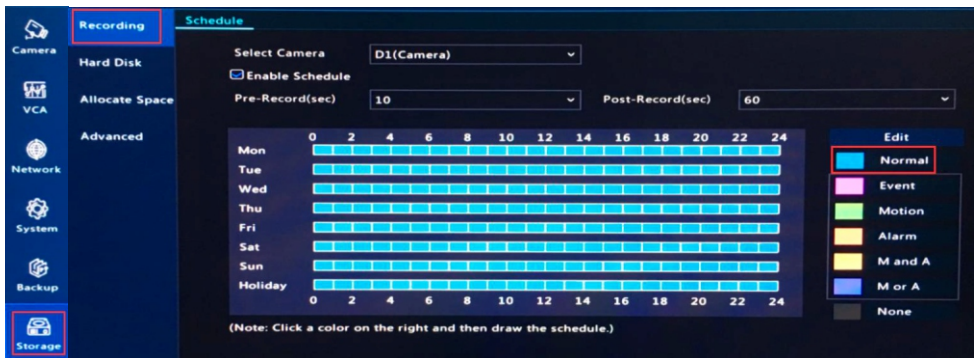 Camera
VCA
Network
System
Backup
Storage
Recording
Hard Disk
Allocate Space
Advanced
Schedule
Select Camera D1(Camera)
Enable Schedule
Pre-Record(sec) 10 Post-Record(sec) 60
0 2 4 6 8 10 12 14 16 18 20 22 24
Mon
Tue
Wed
Thu
Fri
Sat
Sun
Holiday
0 2 4 6 8 10 12 14 16 18 20 22 24
(Note: Click a color on the right and then draw the schedule.)
Edit
Normal
Event
Motion
Alarm
M and A
M or A
None